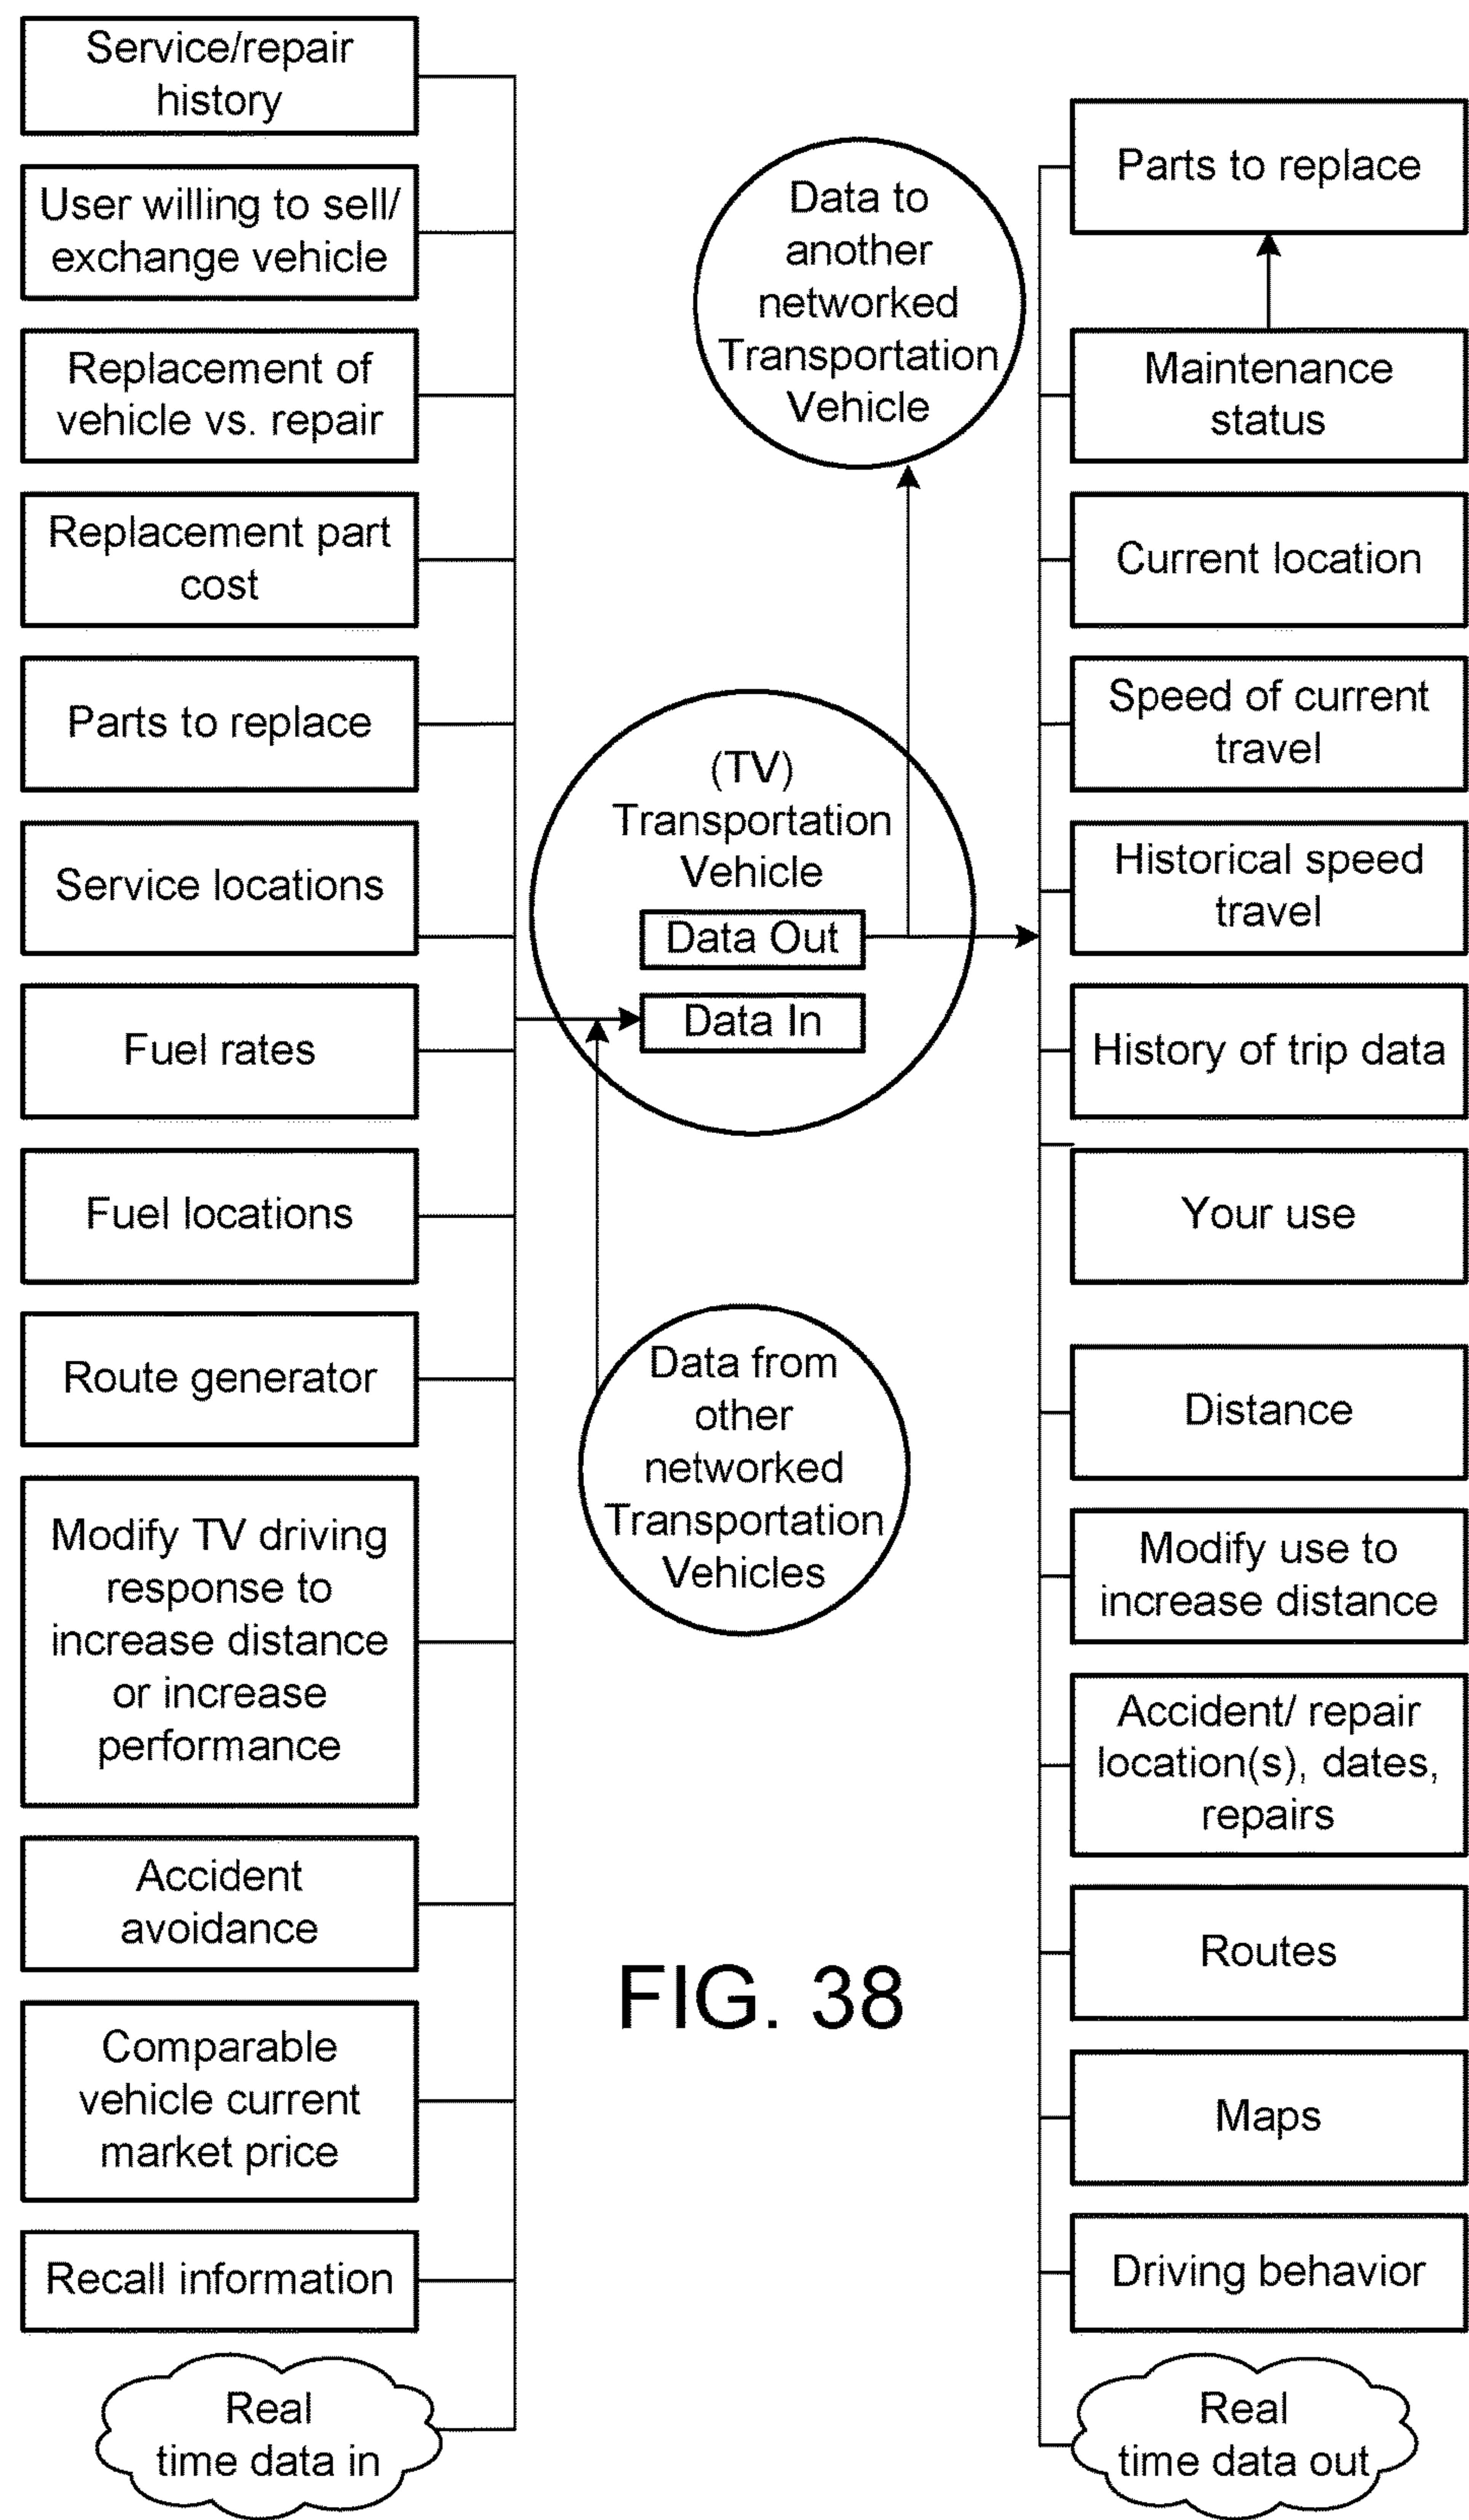 Service/repair
history
User willing to sell/
exchange vehicle
Replacement of
vehicle vs. repair
Replacement part
cost
Parts to replace
Service locations
Fuel rates
Fuel locations
Route generator
Modify TV driving
response to
increase distance
or increase
performance
Accident
avoidance
Comparable
vehicle current
market price
Recall information
Real
time data in
Data to
another
networked
Transportation
Vehicle
(TV)
Transportation
Vehicle
Data Out
Data In
Data from
other
networked
Transportation
Vehicles
FIG. 38
Parts to replace
Maintenance
status
Current location
Speed of current
travel
Historical speed
travel
History of trip data
Your use
Distance
Modify use to
increase distance
Accident/ repair
location(s), dates,
repairs
Routes
Maps
Driving behavior
Real
time data out